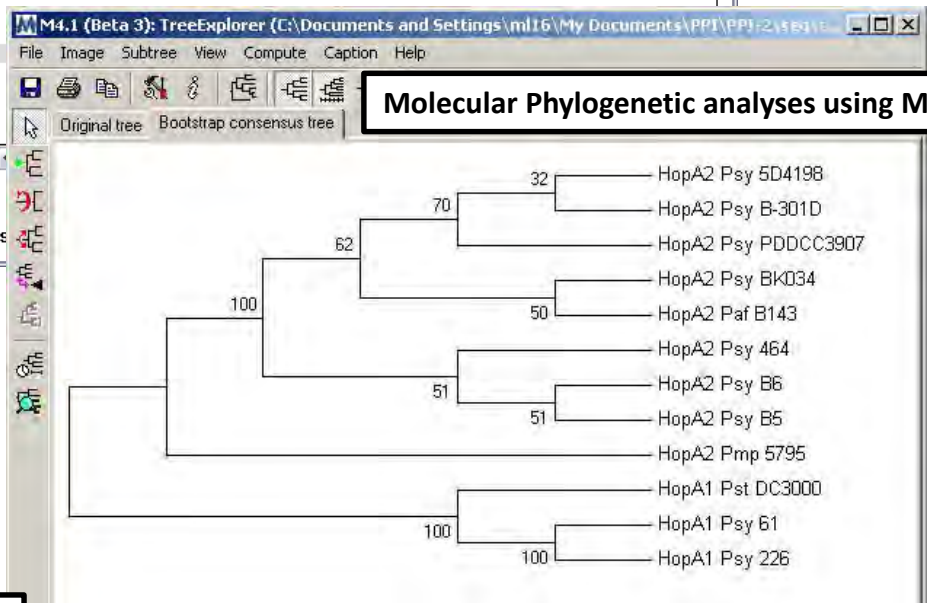 M4.1 (Beta 3): TreeExplorer (C:\Documents and Settings\ml16\My Documents\PPI\
File Image Subtree View Compute Caption Help
Molecular Phylogenetic analyses using M
Original tree Bootstrap consensus tree
32
HopA2 Psy 5D4198
70
HopA2 Psy B-301D
62
HopA2 Psy PDDCC3907
HopA2 Psy BK034
100
50
HopA2 Paf B143
HopA2 Psy 464
51
HopA2 Psy B6
51
HopA2 Psy B5
HopA2 Pmp 5795
HopA1 Pst DC3000
100
HopA1 Psy 61
100
HopA1 Psy 226